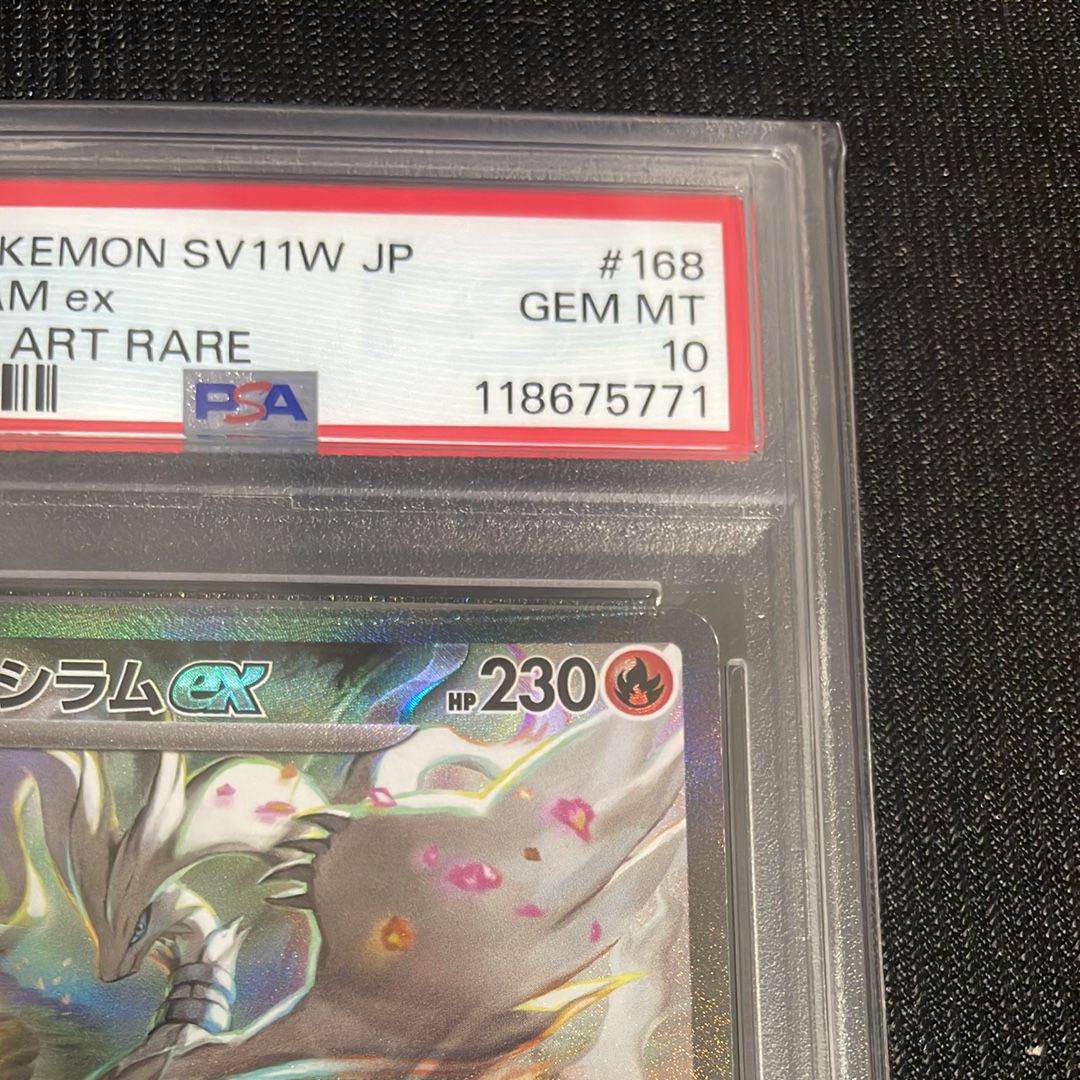 KEMON SV11W JP #168
AM ex GEM MT
ART RARE 10
PSA 118675771
シラムex HP230